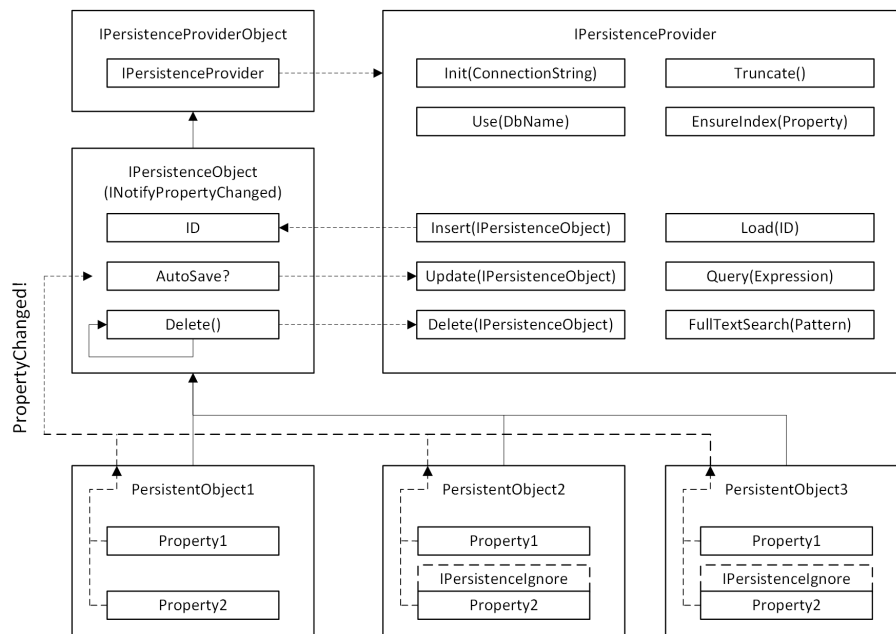 IPersistenceProviderObject
IPersistenceProvider
IPersistenceProvider
Init(ConnectionString)
Truncate()
Use(DbName)
EnsureIndex(Property)
IPersistenceObject
(INotifyPropertyChanged)
ID
Insert(IPersistenceObject)
Load(ID)
AutoSave?
Update(IPersistenceObject)
Query(Expression)
Delete()
Delete(IPersistenceObject)
FullTextSearch(Pattern)
PropertyChanged!
PersistentObject1
Property1
Property2
PersistentObject2
Property1
IPersistenceIgnore
Property2
PersistentObject3
Property1
IPersistenceIgnore
Property2